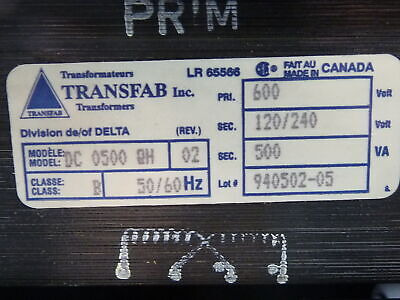 PR'M
Transformateurs
LR 65566
FAIT AU
MADE IN CANADA
TRANSFAB Inc.
TRANSFAB
Transformers
PRI. 600 Volt
Division de/of DELTA
(REV.)
SEC. 120/240 Volt
MODÈLE:
MODEL: DC 0500 QH 02
SEC. 500 VA
CLASSE:
CLASS: B 50/60 Hz
Lot # 940502-05